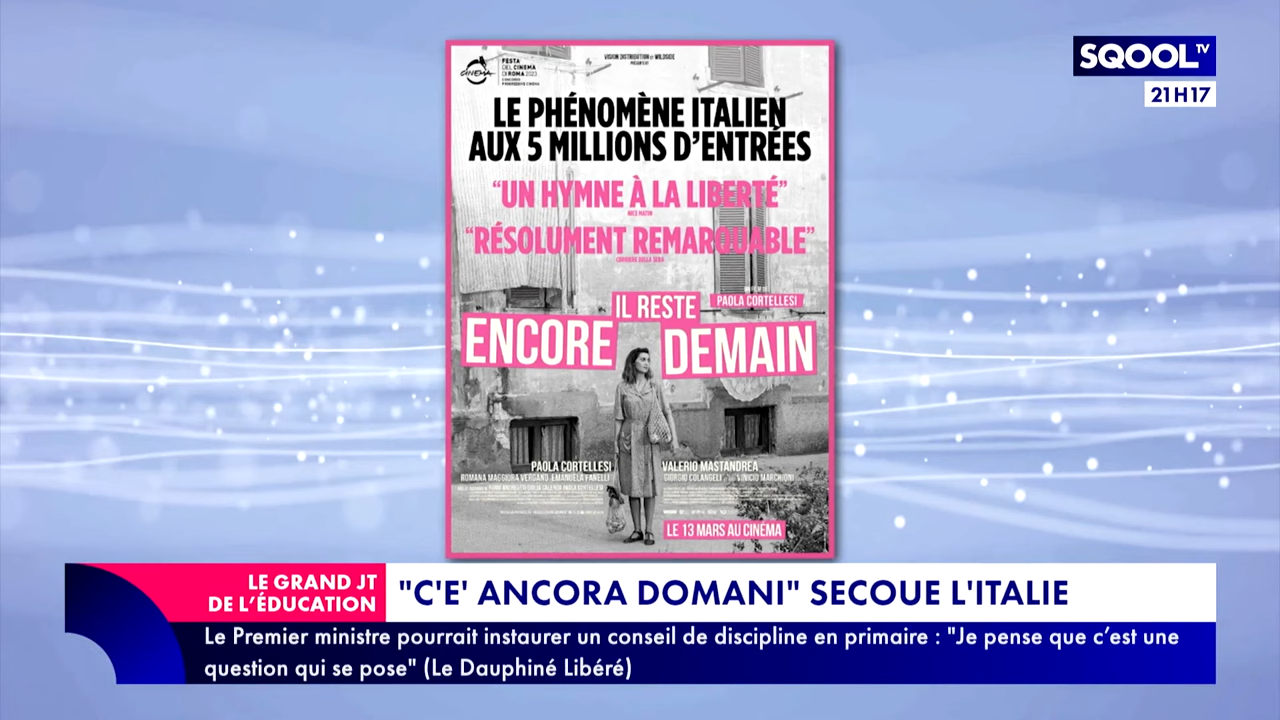 SQOOL TV
21H17
FESTA
DEL CINEMA
DI ROMA 2023
CINEMA
VISION DISTRIBUTION et WILDSIDE
LE PHÉNOMÈNE ITALIEN
AUX 5 MILLIONS D'ENTRÉES
"UN HYMNE À LA LIBERTÉ"
NICE MATIN
"RÉSOLUMENT REMARQUABLE"
CORRIERE DELLA SERA
UN FILM DE
PAOLA CORTELLESI
IL RESTE
ENCORE DEMAIN
PAOLA CORTELLESI VALERIO MASTANDREA
ROMANA MAGGIORA VERGANO EMANUELA FANELLI GIORGIO COLANGELI VINICIO MARCHIONI
LE 13 MARS AU CINÉMA
LE GRAND JT
DE L'ÉDUCATION
"C'E' ANCORA DOMANI" SECOUE L'ITALIE
Le Premier ministre pourrait instaurer un conseil de discipline en primaire : "Je pense que c'est une
question qui se pose" (Le Dauphiné Libéré)